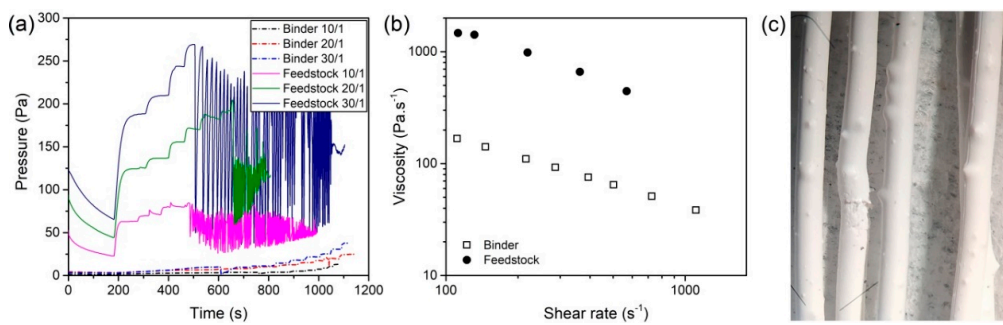 (a)
Pressure (Pa)
300
250
200
150
100
50
0
0 200 400 600 800 1000 1200
Time (s)
Binder 10/1
Binder 20/1
Binder 30/1
Feedstock 10/1
Feedstock 20/1
Feedstock 30/1
(b)
Viscosity (Pa.s⁻¹)
1000
100
10
100 1000
Shear rate (s⁻¹)
Binder
Feedstock
(c)